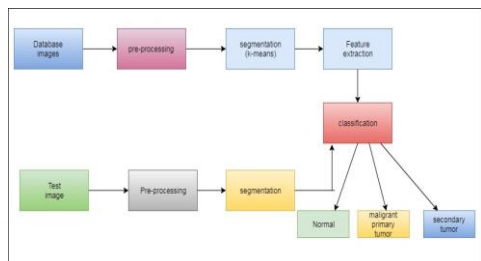 Database
images
pre-processing
segmentation
(k-means)
Feature
extraction
classification
Test
image
Pre-processing
segmentation
Normal
malignant
primary
tumor
secondary
tumor